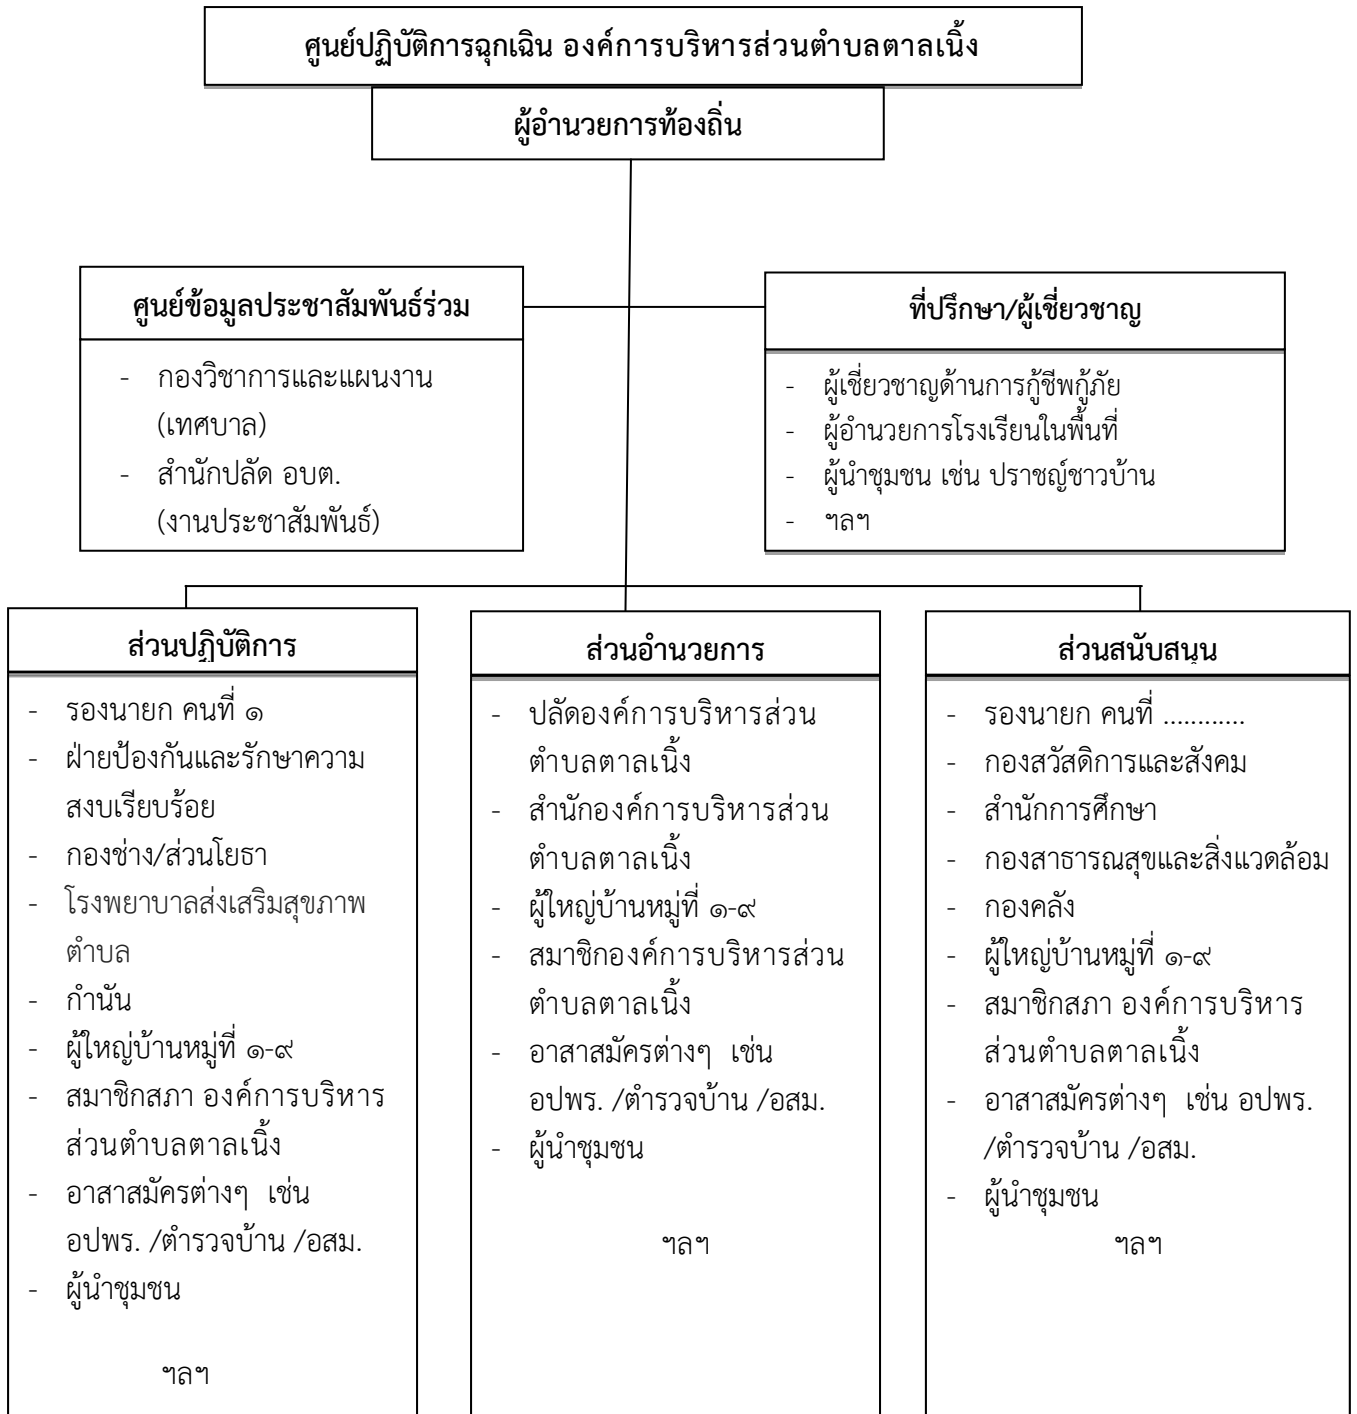 ศูนย์ปฏิบัติการฉุกเฉิน องค์การบริหารส่วนตำบลตาลเนิ้ง
ผู้อำนวยการท้องถิ่น
ศูนย์ข้อมูลประชาสัมพันธ์ร่วม
- กองวิชาการและแผนงาน
(เทศบาล)
- สำนักปลัด อบต.
(งานประชาสัมพันธ์)
ที่ปรึกษา/ผู้เชี่ยวชาญ
- ผู้เชี่ยวชาญด้านการกู้ชีพกู้ภัย
- ผู้อำนวยการโรงเรียนในพื้นที่
- ผู้นำชุมชน เช่น ปราชญ์ชาวบ้าน
- ฯลฯ
ส่วนปฏิบัติการ
- รองนายก คนที่ ๑
- ฝ่ายป้องกันและรักษาความ
สงบเรียบร้อย
- กองช่าง/ส่วนโยธา
- โรงพยาบาลส่งเสริมสุขภาพ
ตำบล
- กำนัน
- ผู้ใหญ่บ้านหมู่ที่ ๑-๙
- สมาชิกสภา องค์การบริหาร
ส่วนตำบลตาลเนิ้ง
- อาสาสมัครต่างๆ เช่น
อปพร. /ตำรวจบ้าน /อสม.
- ผู้นำชุมชน
ฯลฯ
ส่วนอำนวยการ
- ปลัดองค์การบริหารส่วน
ตำบลตาลเนิ้ง
- สำนักองค์การบริหารส่วน
ตำบลตาลเนิ้ง
- ผู้ใหญ่บ้านหมู่ที่ ๑-๙
- สมาชิกองค์การบริหารส่วน
ตำบลตาลเนิ้ง
- อาสาสมัครต่างๆ เช่น
อปพร. /ตำรวจบ้าน /อสม.
- ผู้นำชุมชน
ฯลฯ
ส่วนสนับสนุน
- รองนายก คนที่ ............
- กองสวัสดิการและสังคม
- สำนักการศึกษา
- กองสาธารณสุขและสิ่งแวดล้อม
- กองคลัง
- ผู้ใหญ่บ้านหมู่ที่ ๑-๙
- สมาชิกสภา องค์การบริหาร
ส่วนตำบลตาลเนิ้ง
- อาสาสมัครต่างๆ เช่น อปพร.
/ตำรวจบ้าน /อสม.
- ผู้นำชุมชน
ฯลฯ